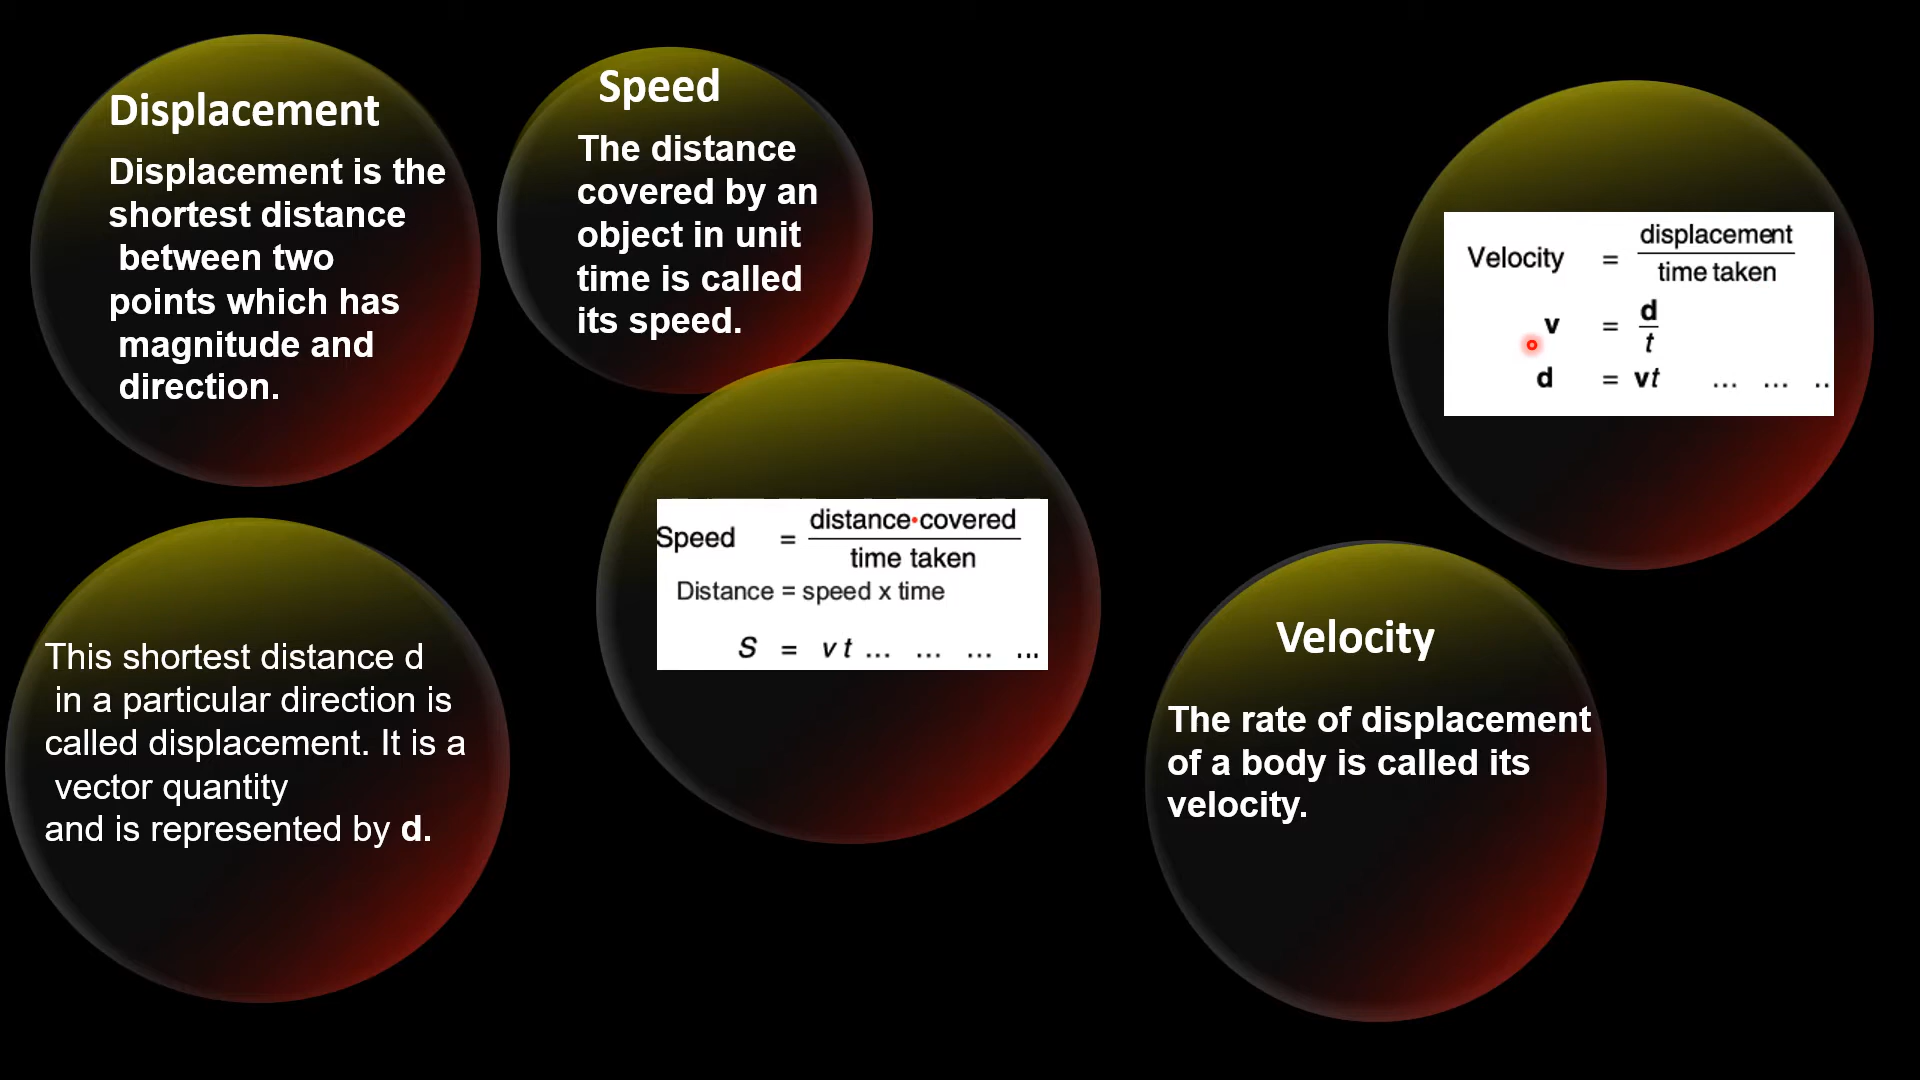 Displacement
Displacement is the
shortest distance
between two
points which has
magnitude and
direction.
This shortest distance d
in a particular direction is
called displacement. It is a
vector quantity
and is represented by d.
Speed
The distance
covered by an
object in unit
time is called
its speed.
Speed = distance covered
time taken
Distance = speed x time
S = v t ... ... ... ...
Velocity
The rate of displacement
of a body is called its
velocity.
Velocity = displacement
time taken
v = d
t
d = vt ... ... ..